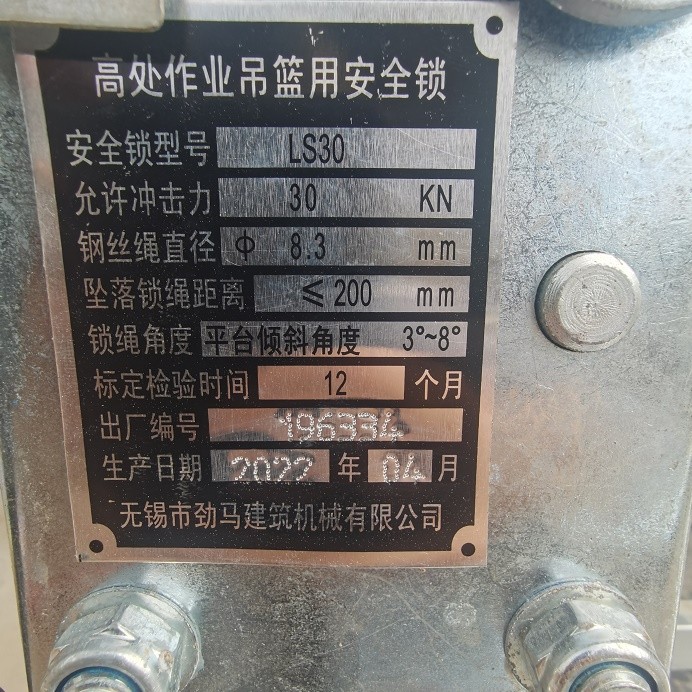 高处作业吊篮用安全锁
安全锁型号 LS30
允许冲击力 30 KN
钢丝绳直径 Φ 8.3 mm
坠落锁绳距离 ≤200 mm
锁绳角度 平台倾斜角度 3°~8°
标定检验时间 12 个月
出厂编号 196334
生产日期 2022 年 04 月
无锡市劲马建筑机械有限公司